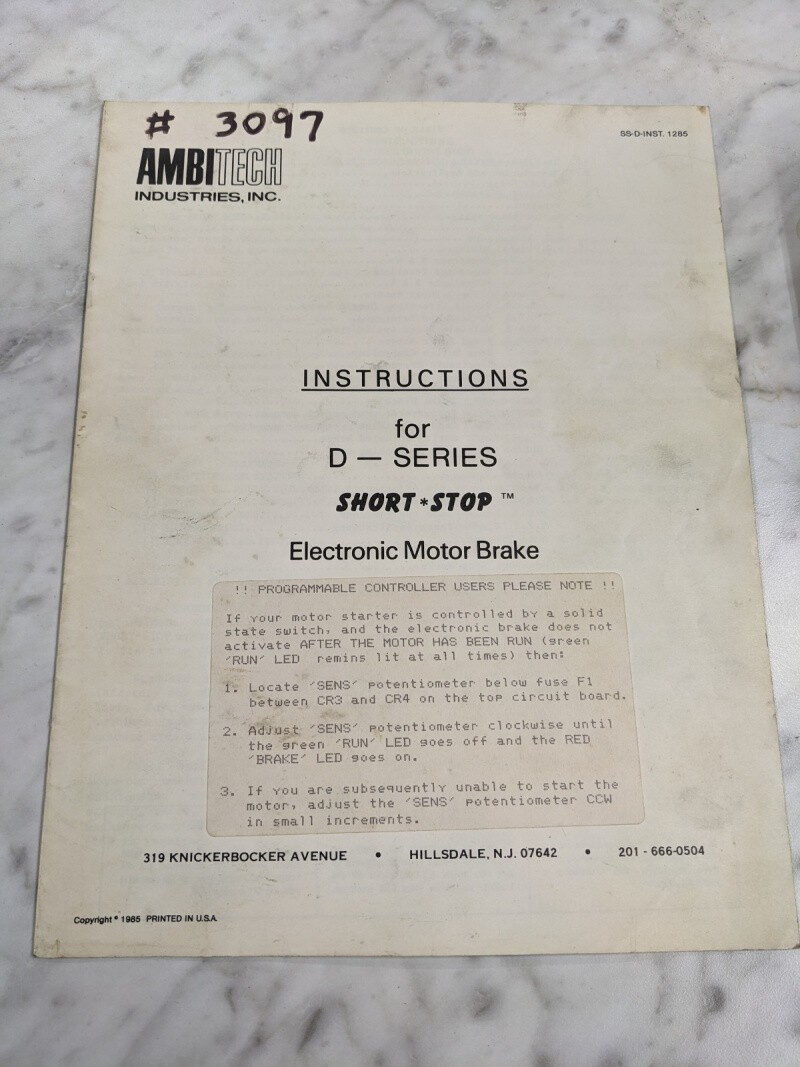 # 3097
SS-D-INST. 1285
AMBITECH
INDUSTRIES, INC.
INSTRUCTIONS
for
D — SERIES
SHORT*STOP ™
Electronic Motor Brake
!! PROGRAMMABLE CONTROLLER USERS PLEASE NOTE !!
If your motor starter is controlled by a solid
state switch, and the electronic brake does not
activate AFTER THE MOTOR HAS BEEN RUN (green
'RUN' LED remins lit at all times) then:
1. Locate 'SENS' potentiometer below fuse F1
between CR3 and CR4 on the top circuit board.
2. Adjust 'SENS' potentiometer clockwise until
the green 'RUN' LED goes off and the RED
'BRAKE' LED goes on.
3. If you are subsequently unable to start the
motor, adjust the 'SENS' potentiometer CCW
in small increments.
319 KNICKERBOCKER AVENUE • HILLSDALE, N.J. 07642 • 201 - 666-0504
Copyright © 1985 PRINTED IN U.S.A.